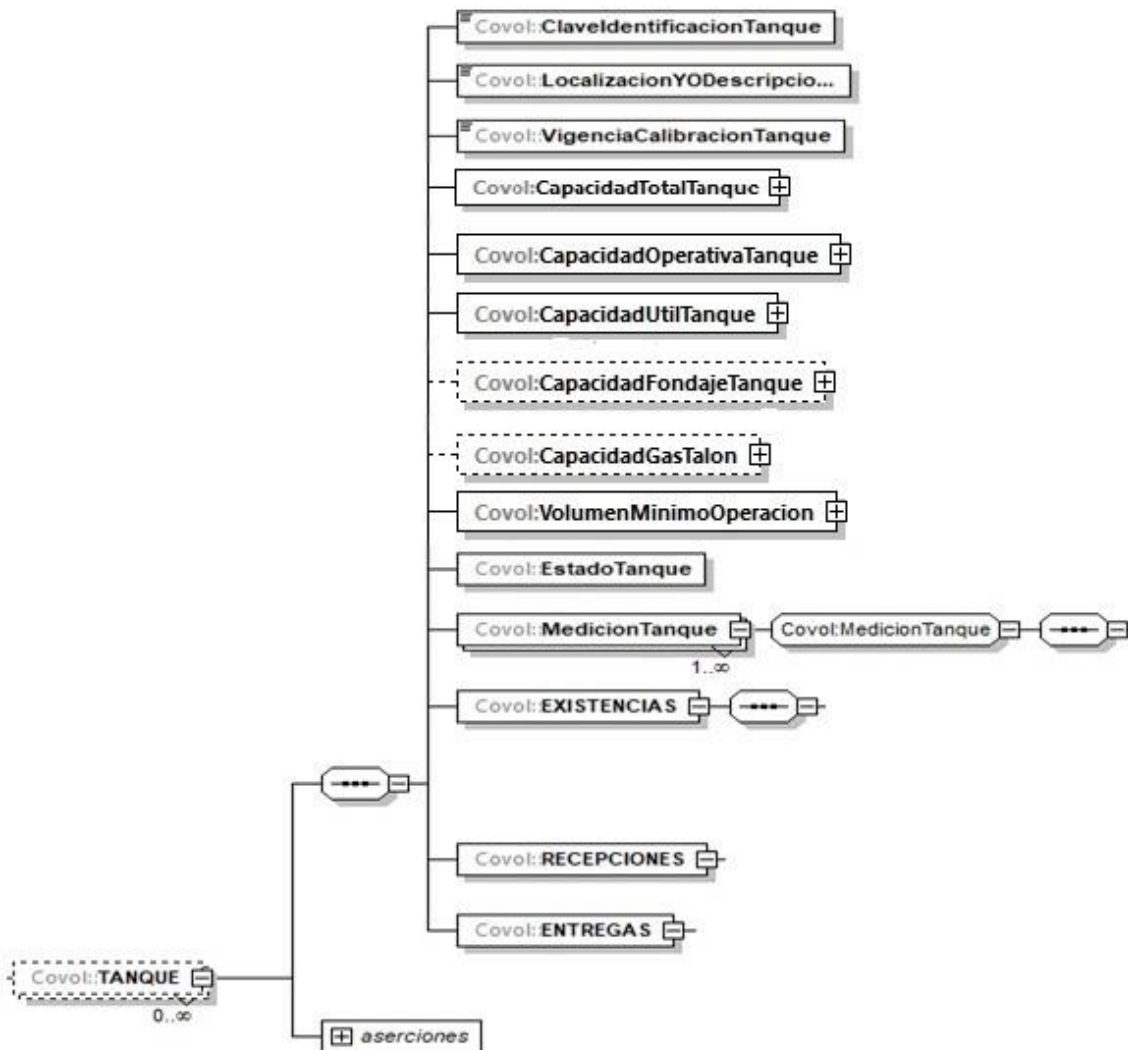 Covol::ClaveIdentificacionTanque
Covol::LocalizacionYODescripcio...
Covol::VigenciaCalibracionTanque
Covol:CapacidadTotalTanque
Covol:CapacidadOperativaTanque
Covol:CapacidadUtilTanque
Covol:CapacidadFondajeTanque
Covol:CapacidadGasTalon
Covol:VolumenMinimoOperacion
Covol::EstadoTanque
Covol::MedicionTanque Covol:MedicionTanque
1..∞
Covol::EXISTENCIAS
Covol::RECEPCIONES
Covol::ENTREGAS
Covol::TANQUE
0..∞
aserciones